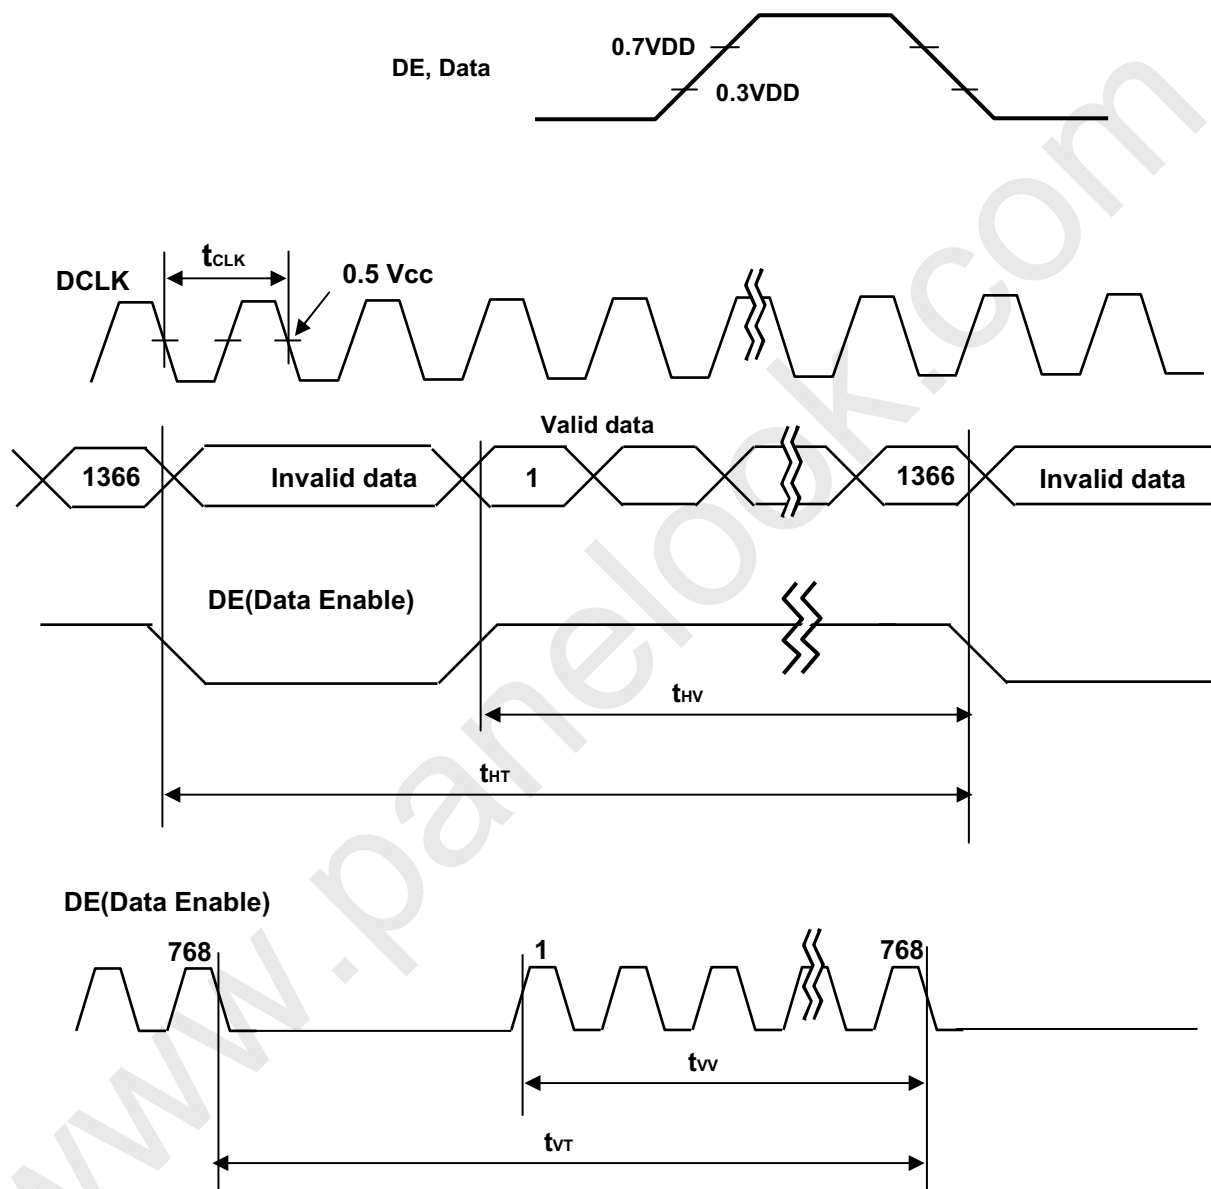 0.7VDD
DE, Data
0.3VDD
tCLK
0.5 Vcc
DCLK
Valid data
1366 Invalid data 1 1366 Invalid data
DE(Data Enable)
tHV
tHT
DE(Data Enable)
768 1 768
tVV
tVT
www.panelook.com